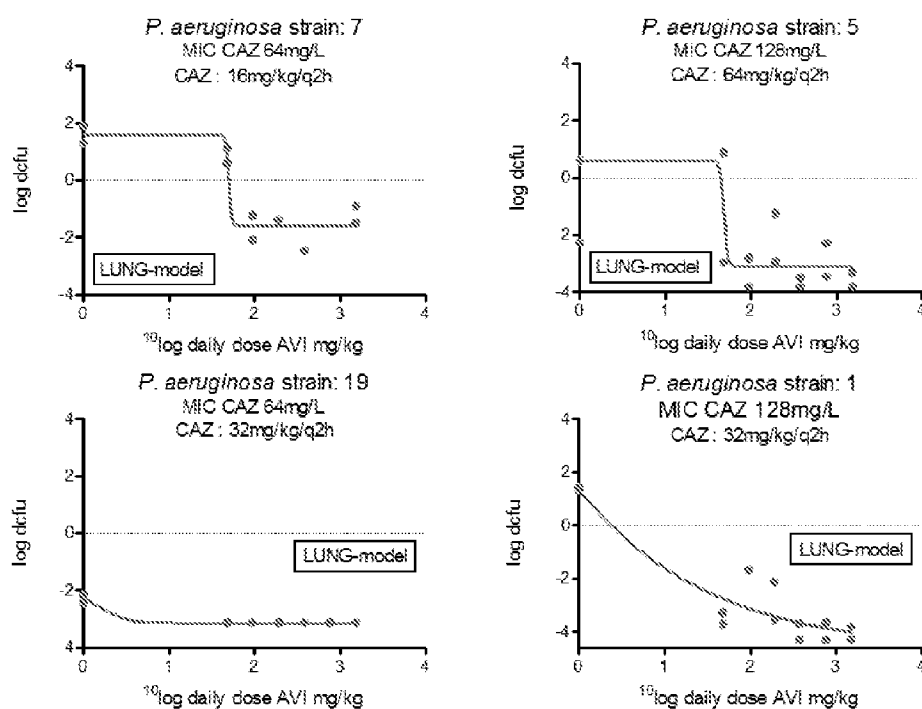 P. aeruginosa strain: 7
MIC CAZ 64mg/L
CAZ : 16mg/kg/q2h
4
2
0
-2
-4
log dcfu
LUNG-model
0 1 2 3 4
10log daily dose AVI mg/kg
P. aeruginosa strain: 5
MIC CAZ 128mg/L
CAZ : 64mg/kg/q2h
4
2
0
2
-4
log dcfu
LUNG-model
0 1 2 3 4
10log daily dose AVI mg/kg
P. aeruginosa strain: 19
MIC CAZ 64mg/L
CAZ : 32mg/kg/q2h
4
2
0
-2
4
log dcfu
LUNG-model
0 1 2 3 4
10log daily dose AVI mg/kg
P. aeruginosa strain: 1
MIC CAZ 128mg/L
CAZ : 32mg/kg/q2h
4
2
0
-2
-4
log dcfu
LUNG-model
0 1 2 3 4
10log daily dose AVI mg/kg